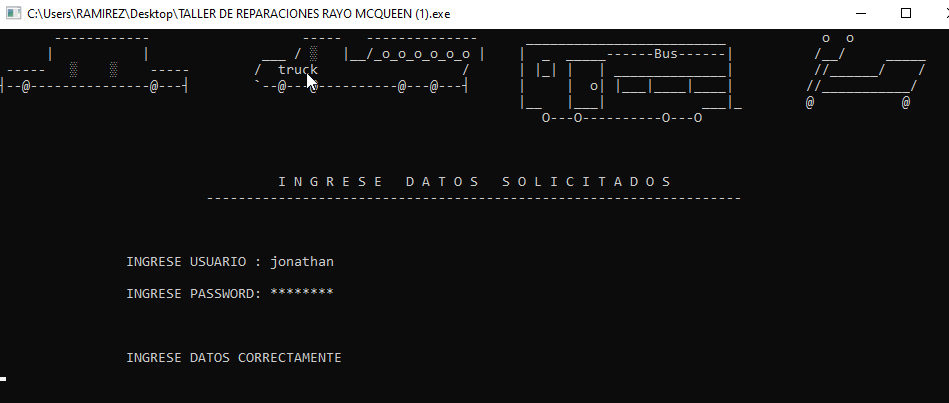 C:\Users\RAMIREZ\Desktop\TALLER DE REPARACIONES RAYO MCQUEEN (1).exe
Bus
truck
I N G R E S E   D A T O S   S O L I C I T A D O S
INGRESE USUARIO : jonathan
INGRESE PASSWORD: ********
INGRESE DATOS CORRECTAMENTE